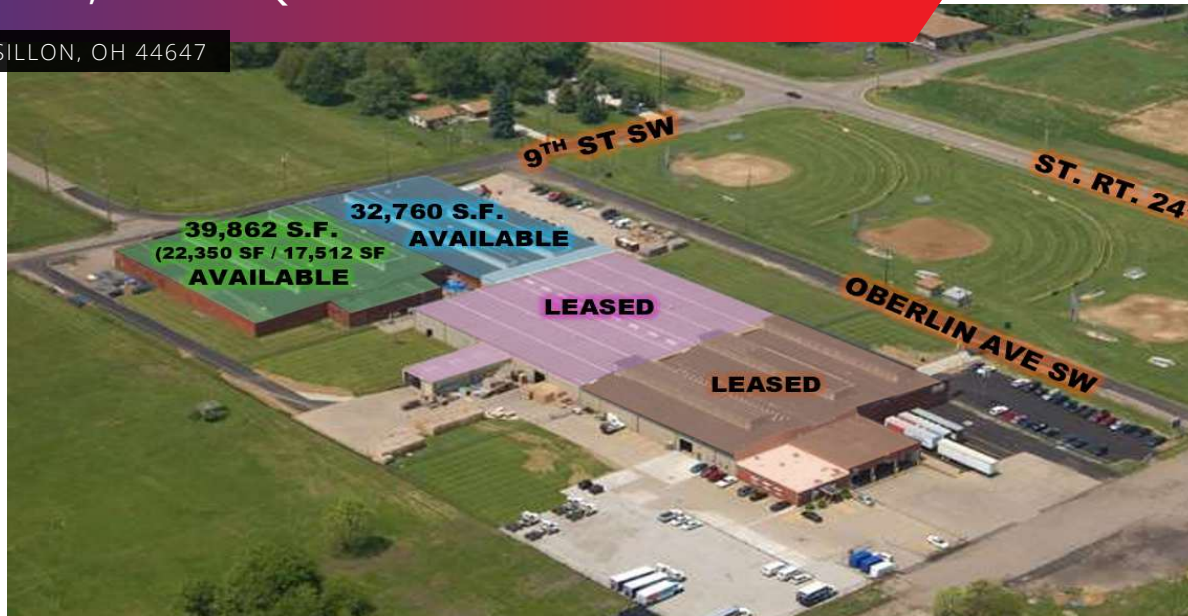 SILLON, OH 44647
9TH ST SW
ST. RT. 24
32,760 S.F.
AVAILABLE
39,862 S.F.
(22,350 SF / 17,512 SF
AVAILABLE
LEASED
OBERLIN AVE SW
LEASED